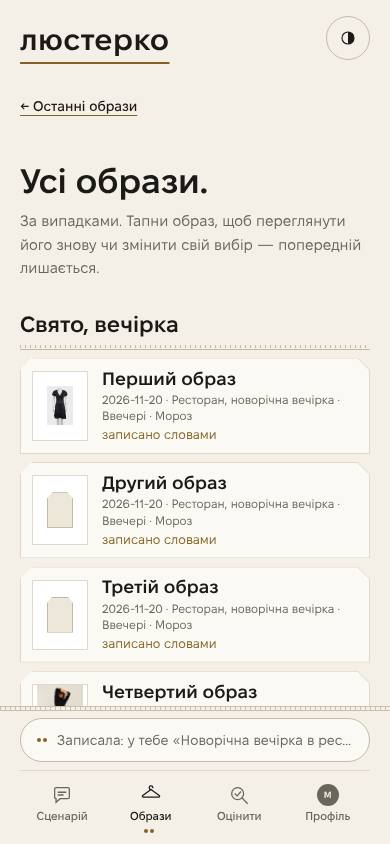 люстерко
← Останні образи
Усі образи.
За випадками. Тапни образ, щоб переглянути
його знову чи змінити свій вибір — попередній
лишається.
Свято, вечірка
Перший образ
2026-11-20 · Ресторан, новорічна вечірка ·
Ввечері · Мороз
записано словами
Другий образ
2026-11-20 · Ресторан, новорічна вечірка ·
Ввечері · Мороз
записано словами
Третій образ
2026-11-20 · Ресторан, новорічна вечірка ·
Ввечері · Мороз
записано словами
Четвертий образ
Записала: у тебе «Новорічна вечірка в рес...
Сценарій
Образи
Оцінити
М
Профіль